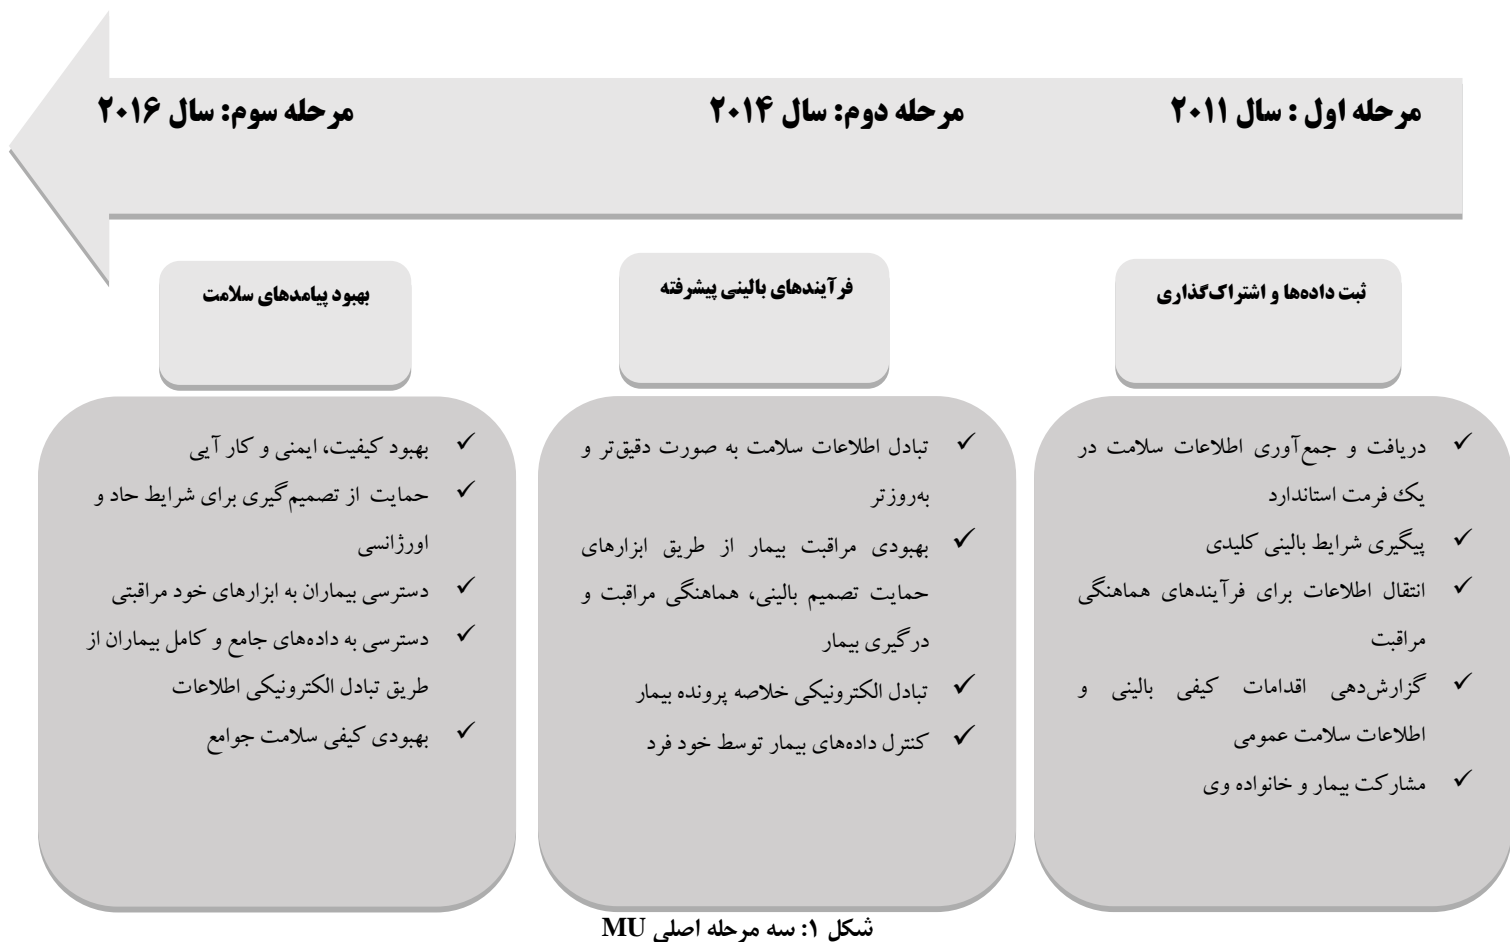 مرحله اول : سال ۲۰۱۱
مرحله دوم: سال ۲۰۱۴
مرحله سوم: سال ۲۰۱۶
ثبت داده‌ها و اشتراک‌گذاری
فرآیندهای بالینی پیشرفته
بهبود پیامدهای سلامت
✓ دریافت و جمع‌آوری اطلاعات سلامت در
یک فرمت استاندارد
✓ پیگیری شرایط بالینی کلیدی
✓ انتقال اطلاعات برای فرآیندهای هماهنگی
مراقبت
✓ گزارش‌دهی اقدامات کیفی بالینی و
اطلاعات سلامت عمومی
✓ مشارکت بیمار و خانواده وی
✓ تبادل اطلاعات سلامت به صورت دقیق‌تر و
به‌روزتر
✓ بهبودی مراقبت بیمار از طریق ابزارهای
حمایت تصمیم بالینی، هماهنگی مراقبت و
درگیری بیمار
✓ تبادل الکترونیکی خلاصه پرونده بیمار
✓ کنترل داده‌های بیمار توسط خود فرد
✓ بهبود کیفیت، ایمنی و کار آیی
✓ حمایت از تصمیم‌گیری برای شرایط حاد و
اورژانسی
✓ دسترسی بیماران به ابزارهای خود مراقبتی
✓ دسترسی به داده‌های جامع و کامل بیماران از
طریق تبادل الکترونیکی اطلاعات
✓ بهبودی کیفی سلامت جوامع
شکل ۱: سه مرحله اصلی MU